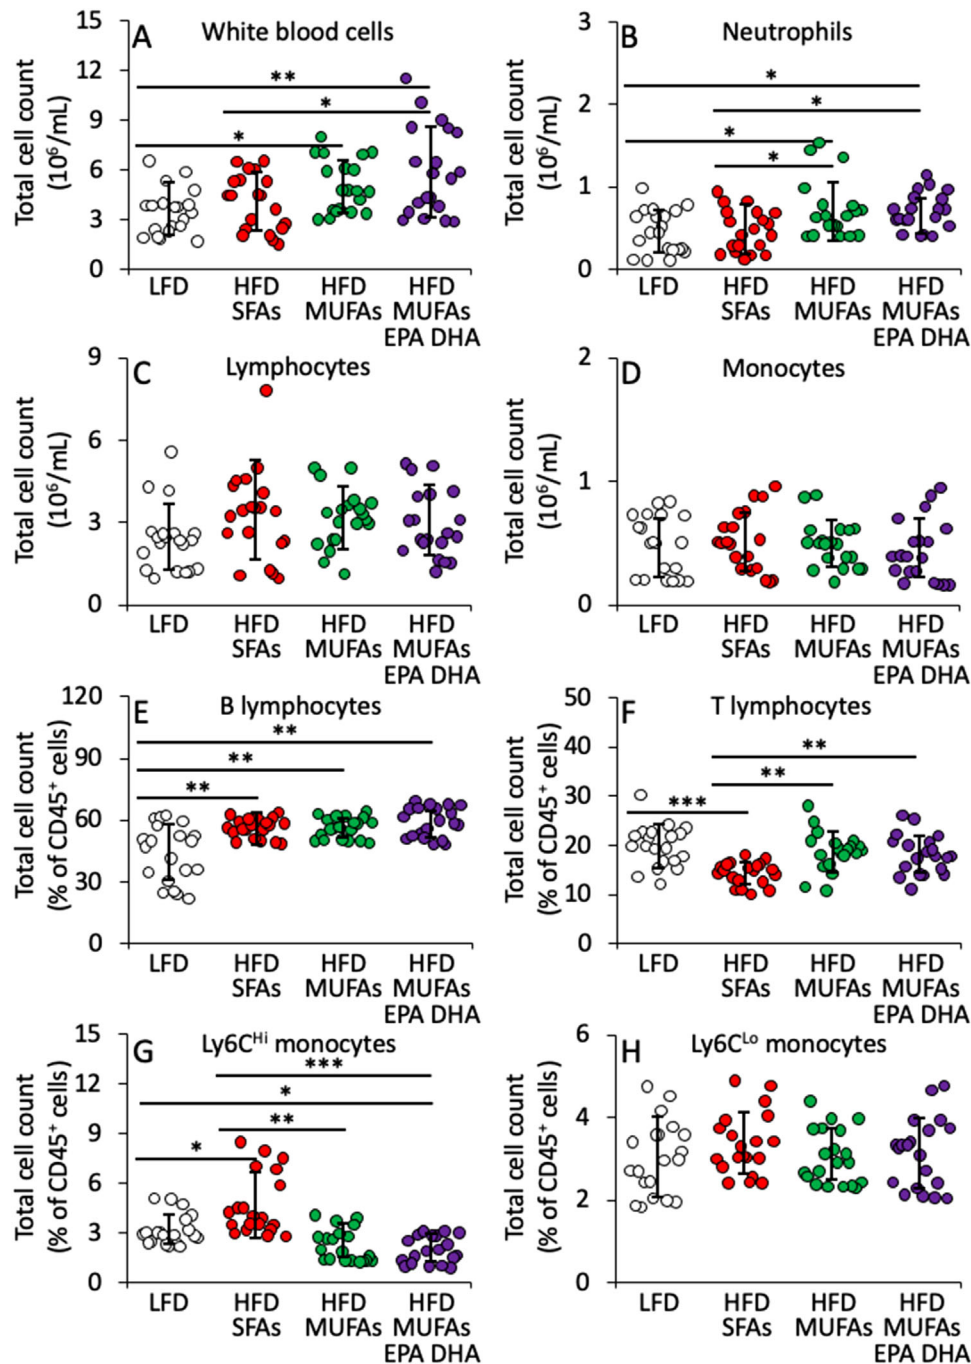 A White blood cells
Total cell count
(10⁶/mL)
15
12
9
6
3
0
**
*
*
LFD HFD HFD HFD
SFAs MUFAs MUFAs
EPA DHA
B Neutrophils
Total cell count
(10⁶/mL)
3
2
1
0
*
*
*
*
LFD HFD HFD HFD
SFAs MUFAs MUFAs
EPA DHA
C Lymphocytes
Total cell count
(10⁶/mL)
9
6
3
0
LFD HFD HFD HFD
SFAs MUFAs MUFAs
EPA DHA
D Monocytes
Total cell count
(10⁶/mL)
2
1
0
LFD HFD HFD HFD
SFAs MUFAs MUFAs
EPA DHA
E B lymphocytes
Total cell count
(% of CD45⁺ cells)
120
90
60
30
0
**
**
**
LFD HFD HFD HFD
SFAs MUFAs MUFAs
EPA DHA
F T lymphocytes
Total cell count
(% of CD45⁺ cells)
50
40
30
20
10
0
**
**
***
LFD HFD HFD HFD
SFAs MUFAs MUFAs
EPA DHA
G Ly6Cᴴⁱ monocytes
Total cell count
(% of CD45⁺ cells)
15
12
9
6
3
0
***
*
**
*
LFD HFD HFD HFD
SFAs MUFAs MUFAs
EPA DHA
H Ly6Cᴸᵒ monocytes
Total cell count
(% of CD45⁺ cells)
6
4
2
0
LFD HFD HFD HFD
SFAs MUFAs MUFAs
EPA DHA